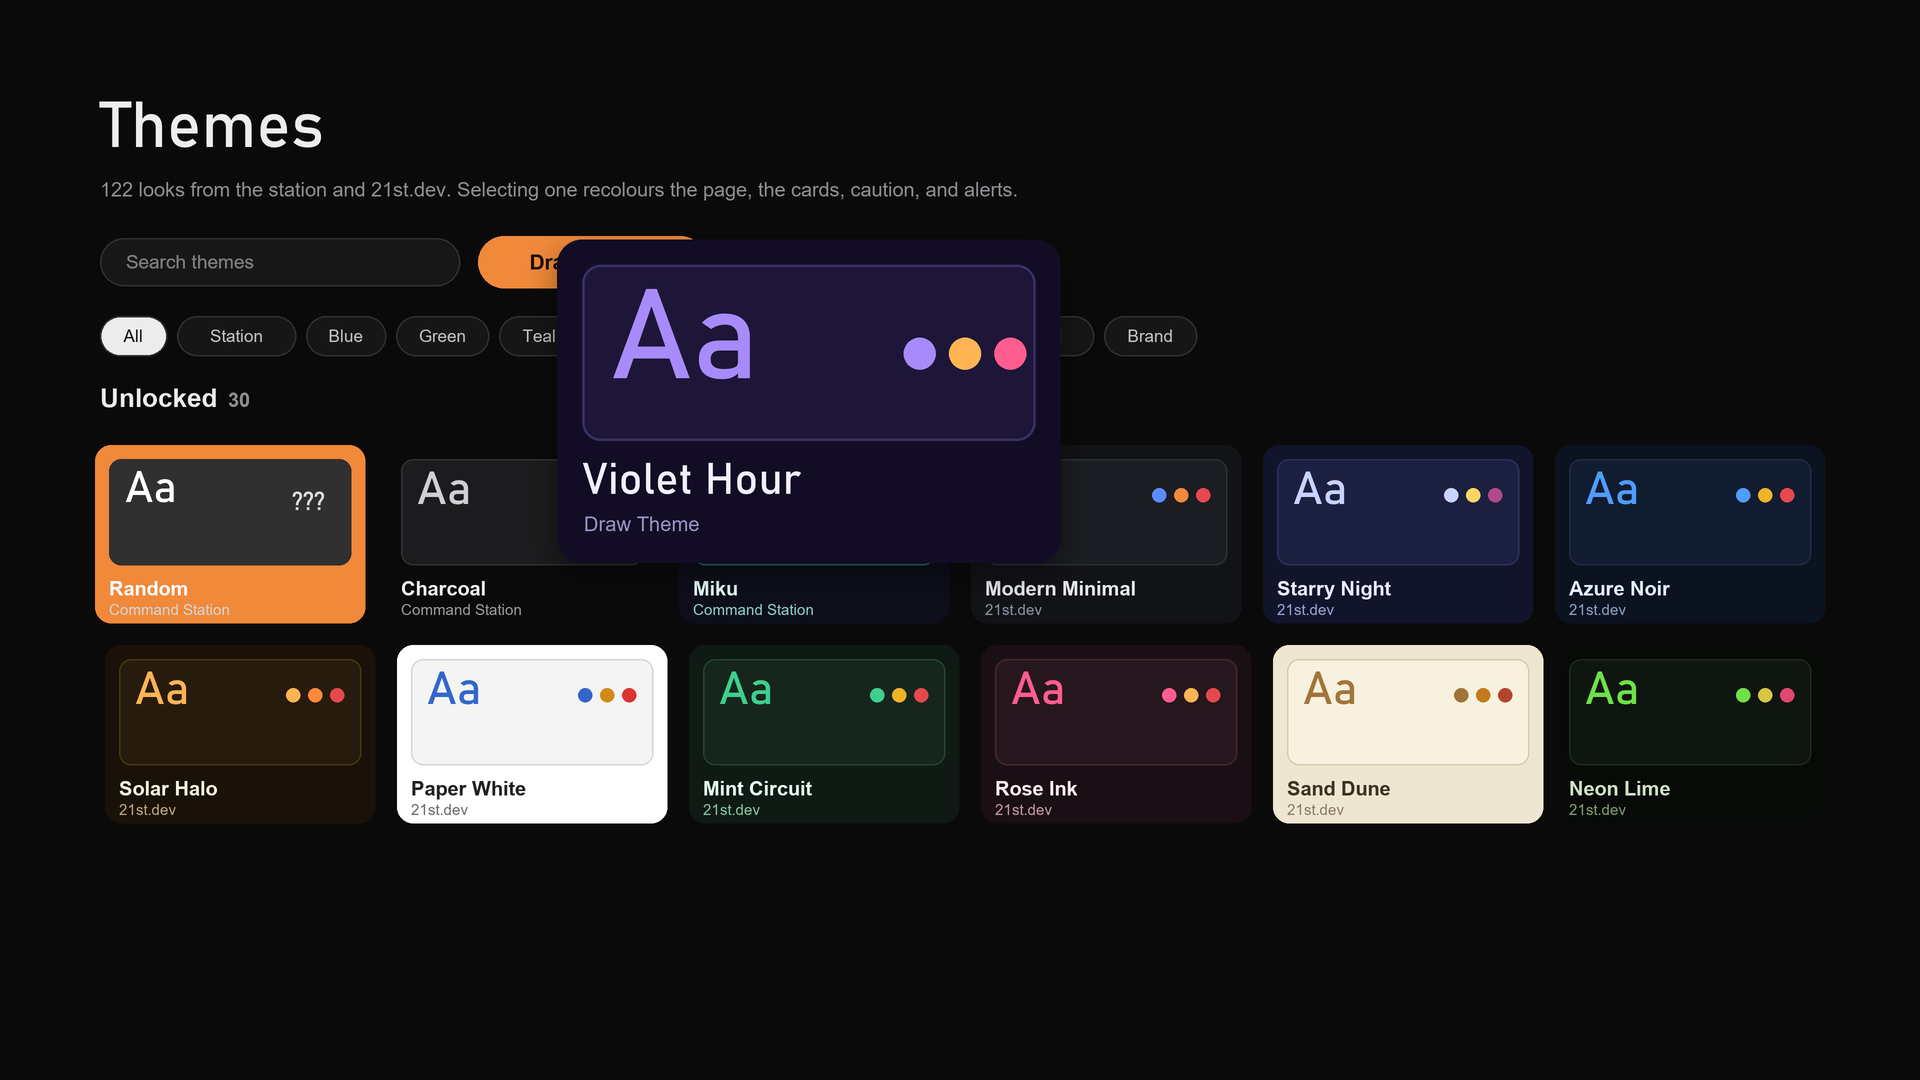 Themes
122 looks from the station and 21st.dev. Selecting one recolours the page, the cards, caution, and alerts.
Search themes
All
Station
Blue
Green
Teal
Brand
Aa
Violet Hour
Draw Theme
Unlocked 30
Aa ???
Random
Command Station
Aa
Charcoal
Command Station
Miku
Command Station
Modern Minimal
21st.dev
Aa
Starry Night
21st.dev
Aa
Azure Noir
21st.dev
Aa
Solar Halo
21st.dev
Aa
Paper White
21st.dev
Aa
Mint Circuit
21st.dev
Aa
Rose Ink
21st.dev
Aa
Sand Dune
21st.dev
Aa
Neon Lime
21st.dev